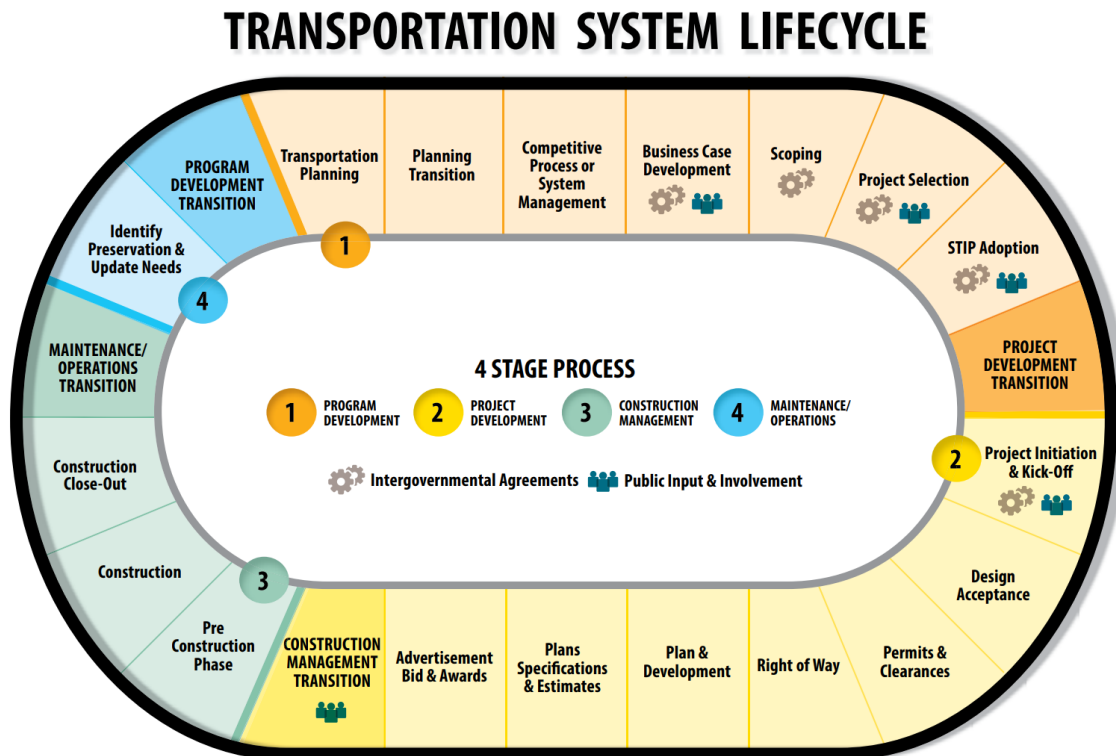 TRANSPORTATION SYSTEM LIFECYCLE
Transportation
Planning
Planning
Transition
Competitive
Process or
System
Management
Business Case
Development
Scoping
Project Selection
STIP Adoption
PROJECT
DEVELOPMENT
TRANSITION
2
Project Initiation
& Kick-Off
Design
Acceptance
Permits &
Clearances
Right of Way
Plan &
Development
Plans
Specifications
& Estimates
Advertisement
Bid & Awards
CONSTRUCTION
MANAGEMENT
TRANSITION
3
Pre
Construction
Phase
Construction
Construction
Close-Out
MAINTENANCE/
OPERATIONS
TRANSITION
4
Identify
Preservation &
Update Needs
PROGRAM
DEVELOPMENT
TRANSITION
1
4 STAGE PROCESS
1 PROGRAM
DEVELOPMENT
2 PROJECT
DEVELOPMENT
3 CONSTRUCTION
MANAGEMENT
4 MAINTENANCE/
OPERATIONS
Intergovernmental Agreements
Public Input & Involvement